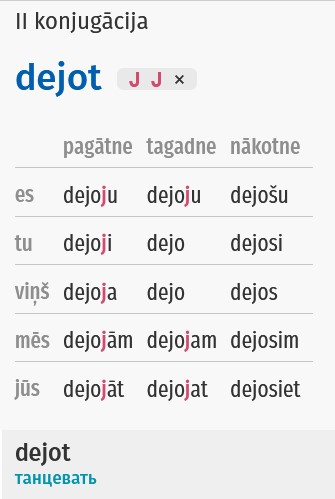 II konjugācija
dejot J J ×
pagātne tagadne nākotne
es dejoju dejoju dejošu
tu dejoji dejo dejosi
viņš dejoja dejo dejos
mēs dejojām dejojam dejosim
jūs dejojāt dejojat dejosiet
dejot
танцевать